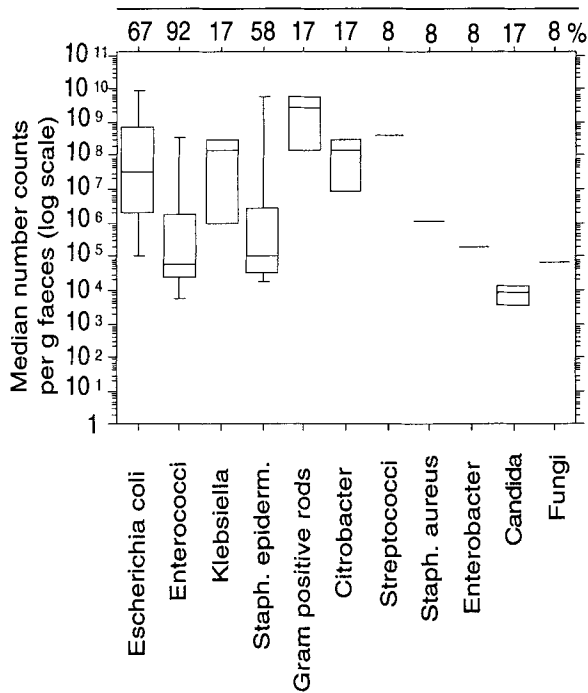 67 92 17 58 17 17 8 8 8 17 8 %
10 11
10 10
10 9
10 8
10 7
10 6
10 5
10 4
10 3
10 2
10 1
1
Median number counts
per g faeces (log scale)
Escherichia coli
Enterococci
Klebsiella
Staph. epiderm.
Gram positive rods
Citrobacter
Streptococci
Staph. aureus
Enterobacter
Candida
Fungi